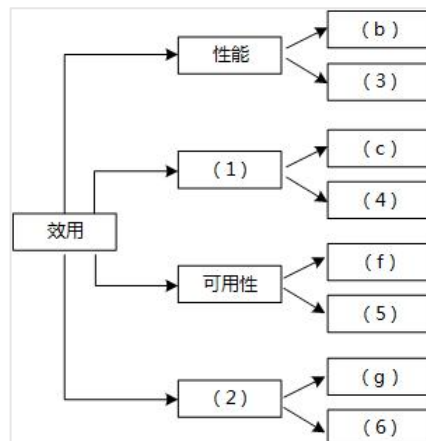 性能
（b）
（3）
（1）
（c）
（4）
效用
可用性
（f）
（5）
（2）
（g）
（6）